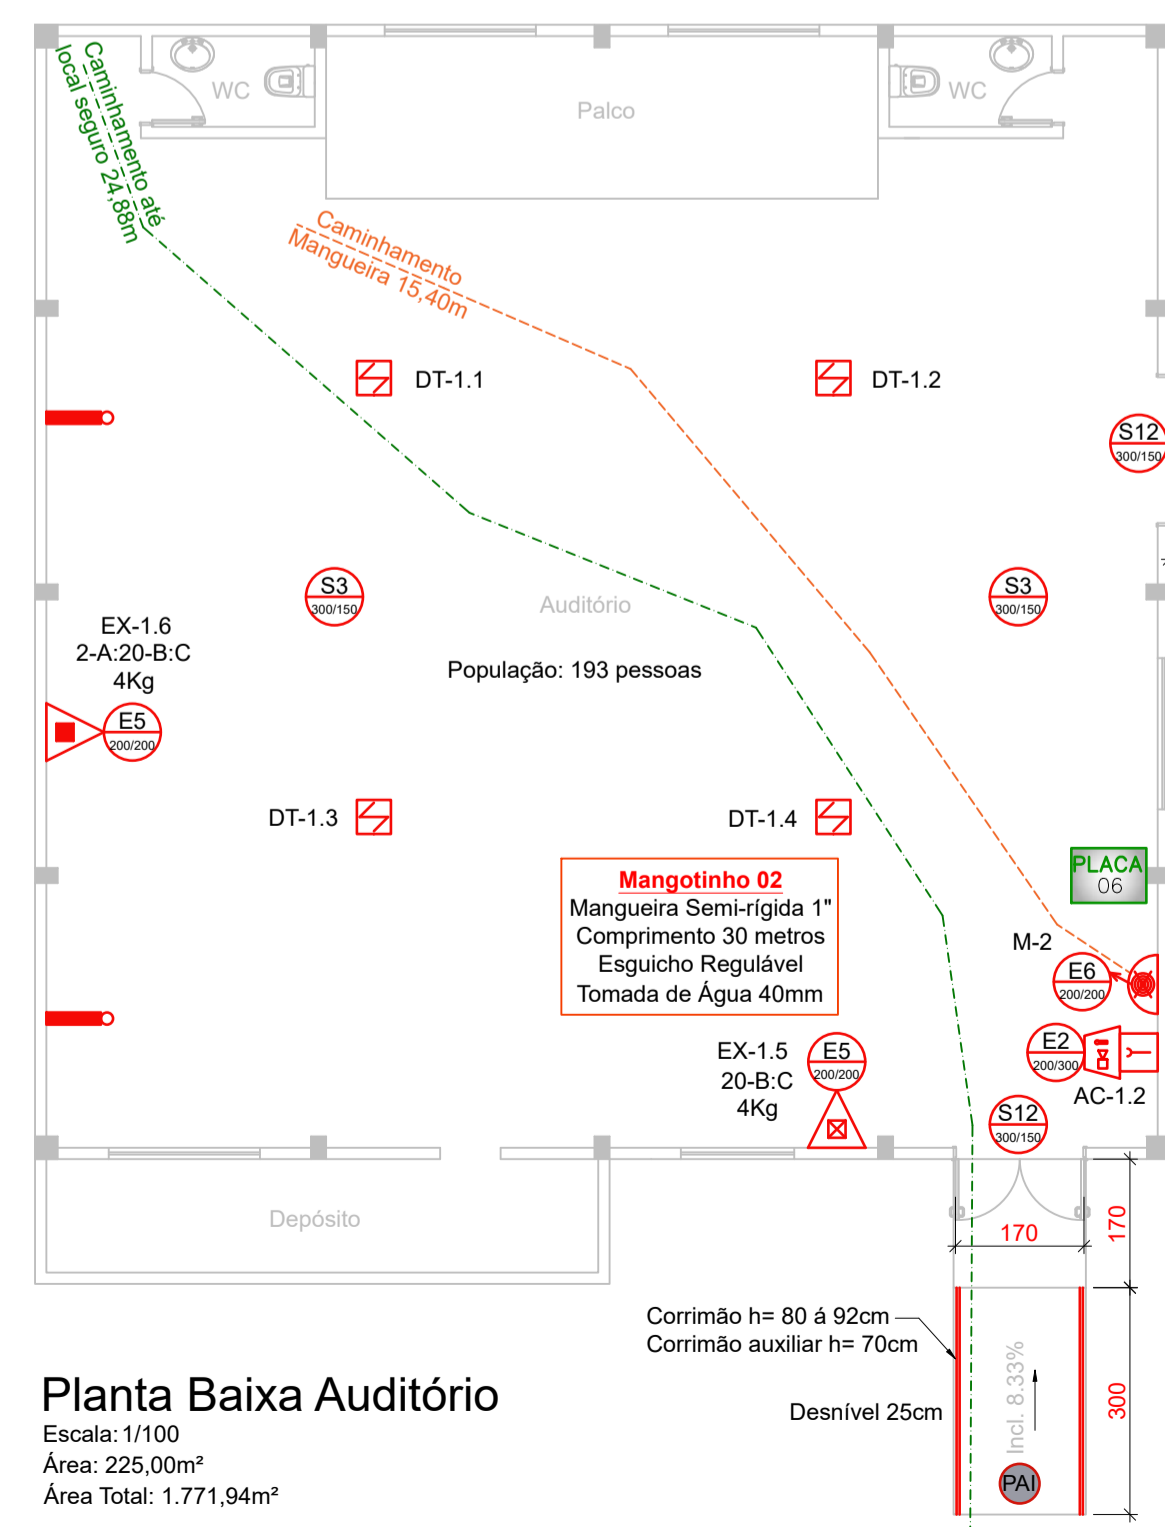 Caminhamento até
local seguro 24,88m
WC
Palco
WC
Caminhamento
Mangueira 15,40m
DT-1.1
DT-1.2
S12
300/150
S3
300/150
Auditório
S3
300/150
EX-1.6
2-A:20-B:C
4Kg
População: 193 pessoas
E5
200/200
DT-1.3
DT-1.4
PLACA
06
Mangotinho 02
Mangueira Semi-rígida 1"
Comprimento 30 metros
Esguicho Regulável
Tomada de Água 40mm
M-2
E6
200/200
EX-1.5
20-B:C
4Kg
E5
200/200
E2
200/300
AC-1.2
S12
300/150
Depósito
170
170
Corrimão h= 80 á 92cm
Corrimão auxiliar h= 70cm
Incl. 8.33%
300
Desnível 25cm
PAI
Planta Baixa Auditório
Escala: 1/100
Área: 225,00m²
Área Total: 1.771,94m²